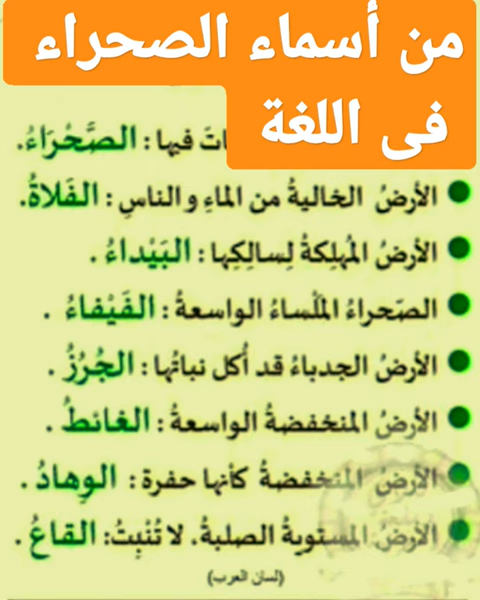 من أسماء الصحراء
فى اللغة
فيها: الصَّحْرَاءُ.
الأرضُ الخاليةُ من الماءِ والناسِ: الفَلاةُ.
الأرضُ المُهلِكةُ لِسالِكِها: البَيْداءُ.
الصَحراءُ المَلْساءُ الواسعةُ: الفَيْفاءُ.
الأرضُ الجدباءُ قد أُكل نباتُها: الجُرُزُ.
الأرضُ المنخفضةُ الواسعةُ: الغائطُ.
الأرضُ المنخفضةُ كأنها حفرة: الوِهادُ.
الأرضُ المستويةُ الصلبةُ. لا تُنْبِتُ: القاعُ.
(لسان العرب)